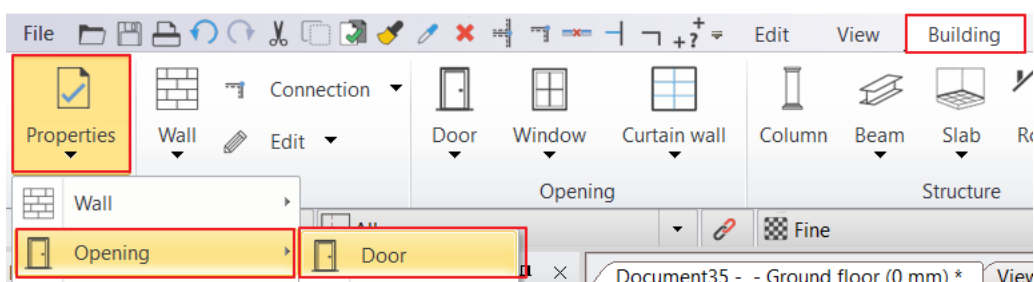 File Edit View Building
Connection
Properties Wall Edit Door Window Curtain wall Column Beam Slab
Opening Structure
Wall
Fine
Opening Door
Document35 - - Ground floor (0 mm) * View